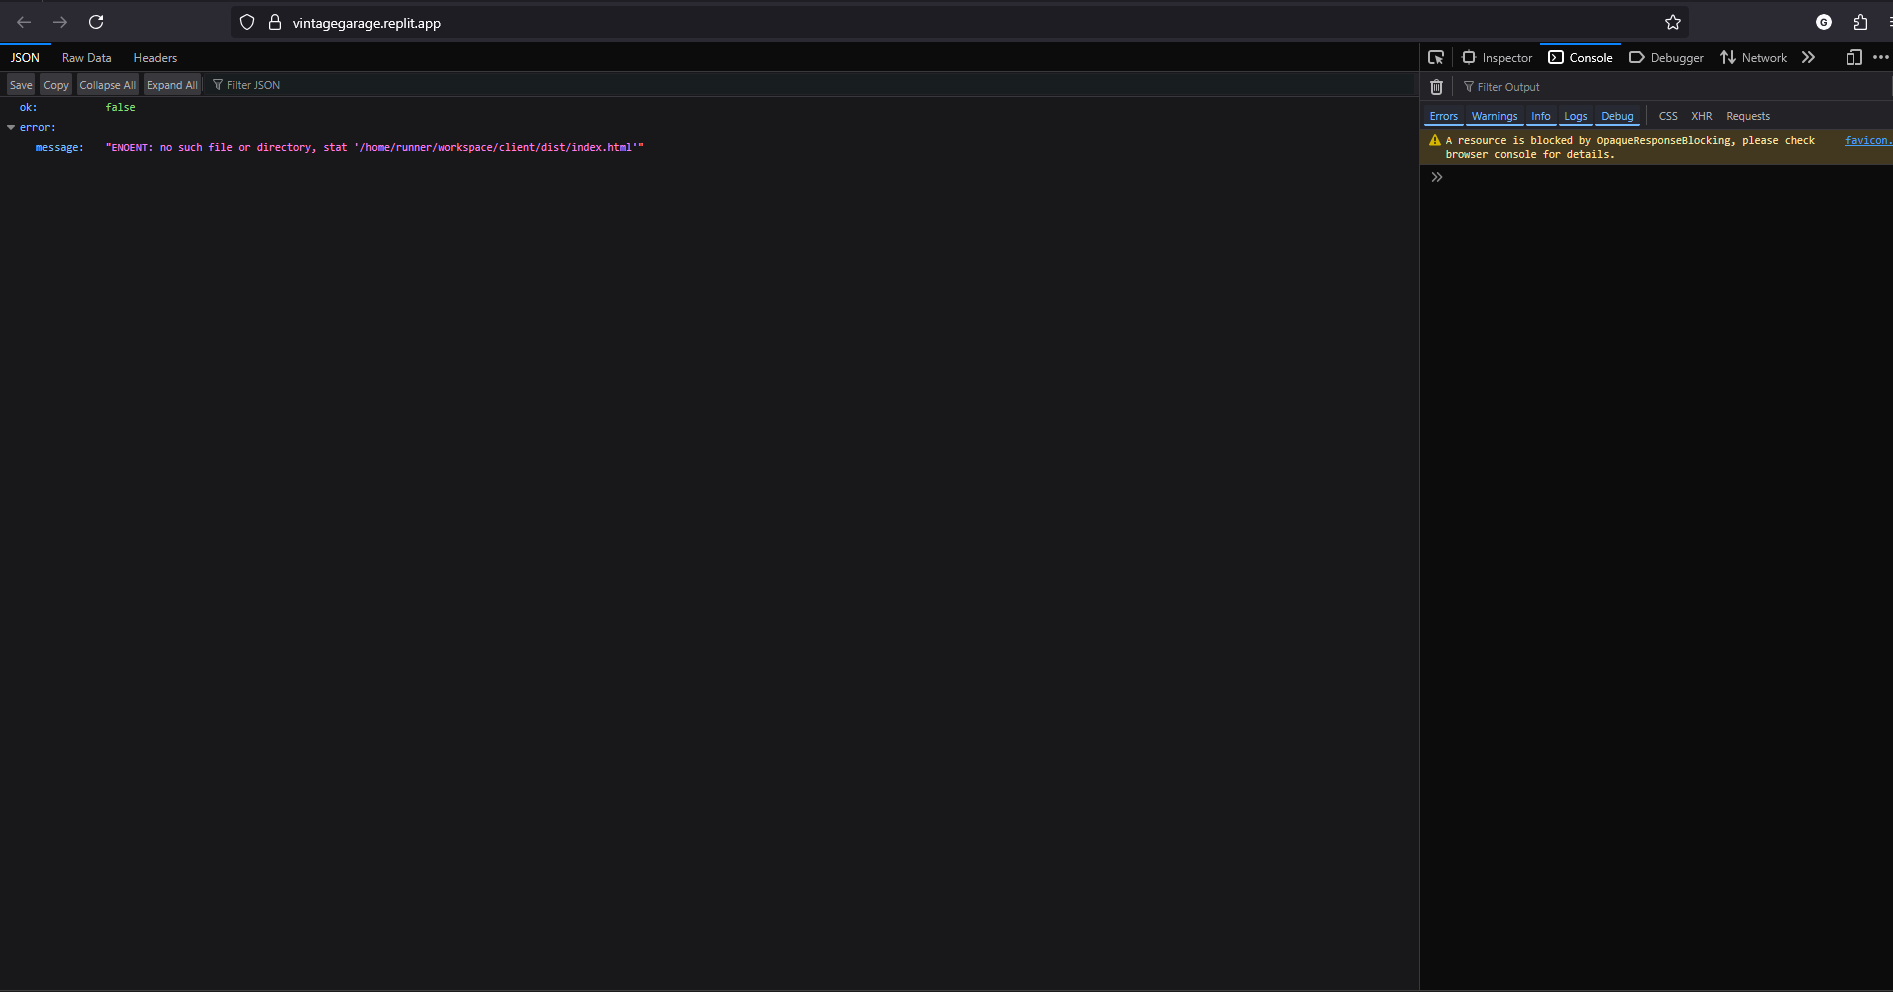 vintagegarage.replit.app
G
JSON Raw Data Headers
Save Copy Collapse All Expand All Filter JSON
ok: false
error:
message: "ENOENT: no such file or directory, stat '/home/runner/workspace/client/dist/index.html'"
Inspector Console Debugger Network
Filter Output
Errors Warnings Info Logs Debug CSS XHR Requests
A resource is blocked by OpaqueResponseBlocking, please check favicon.
browser console for details.